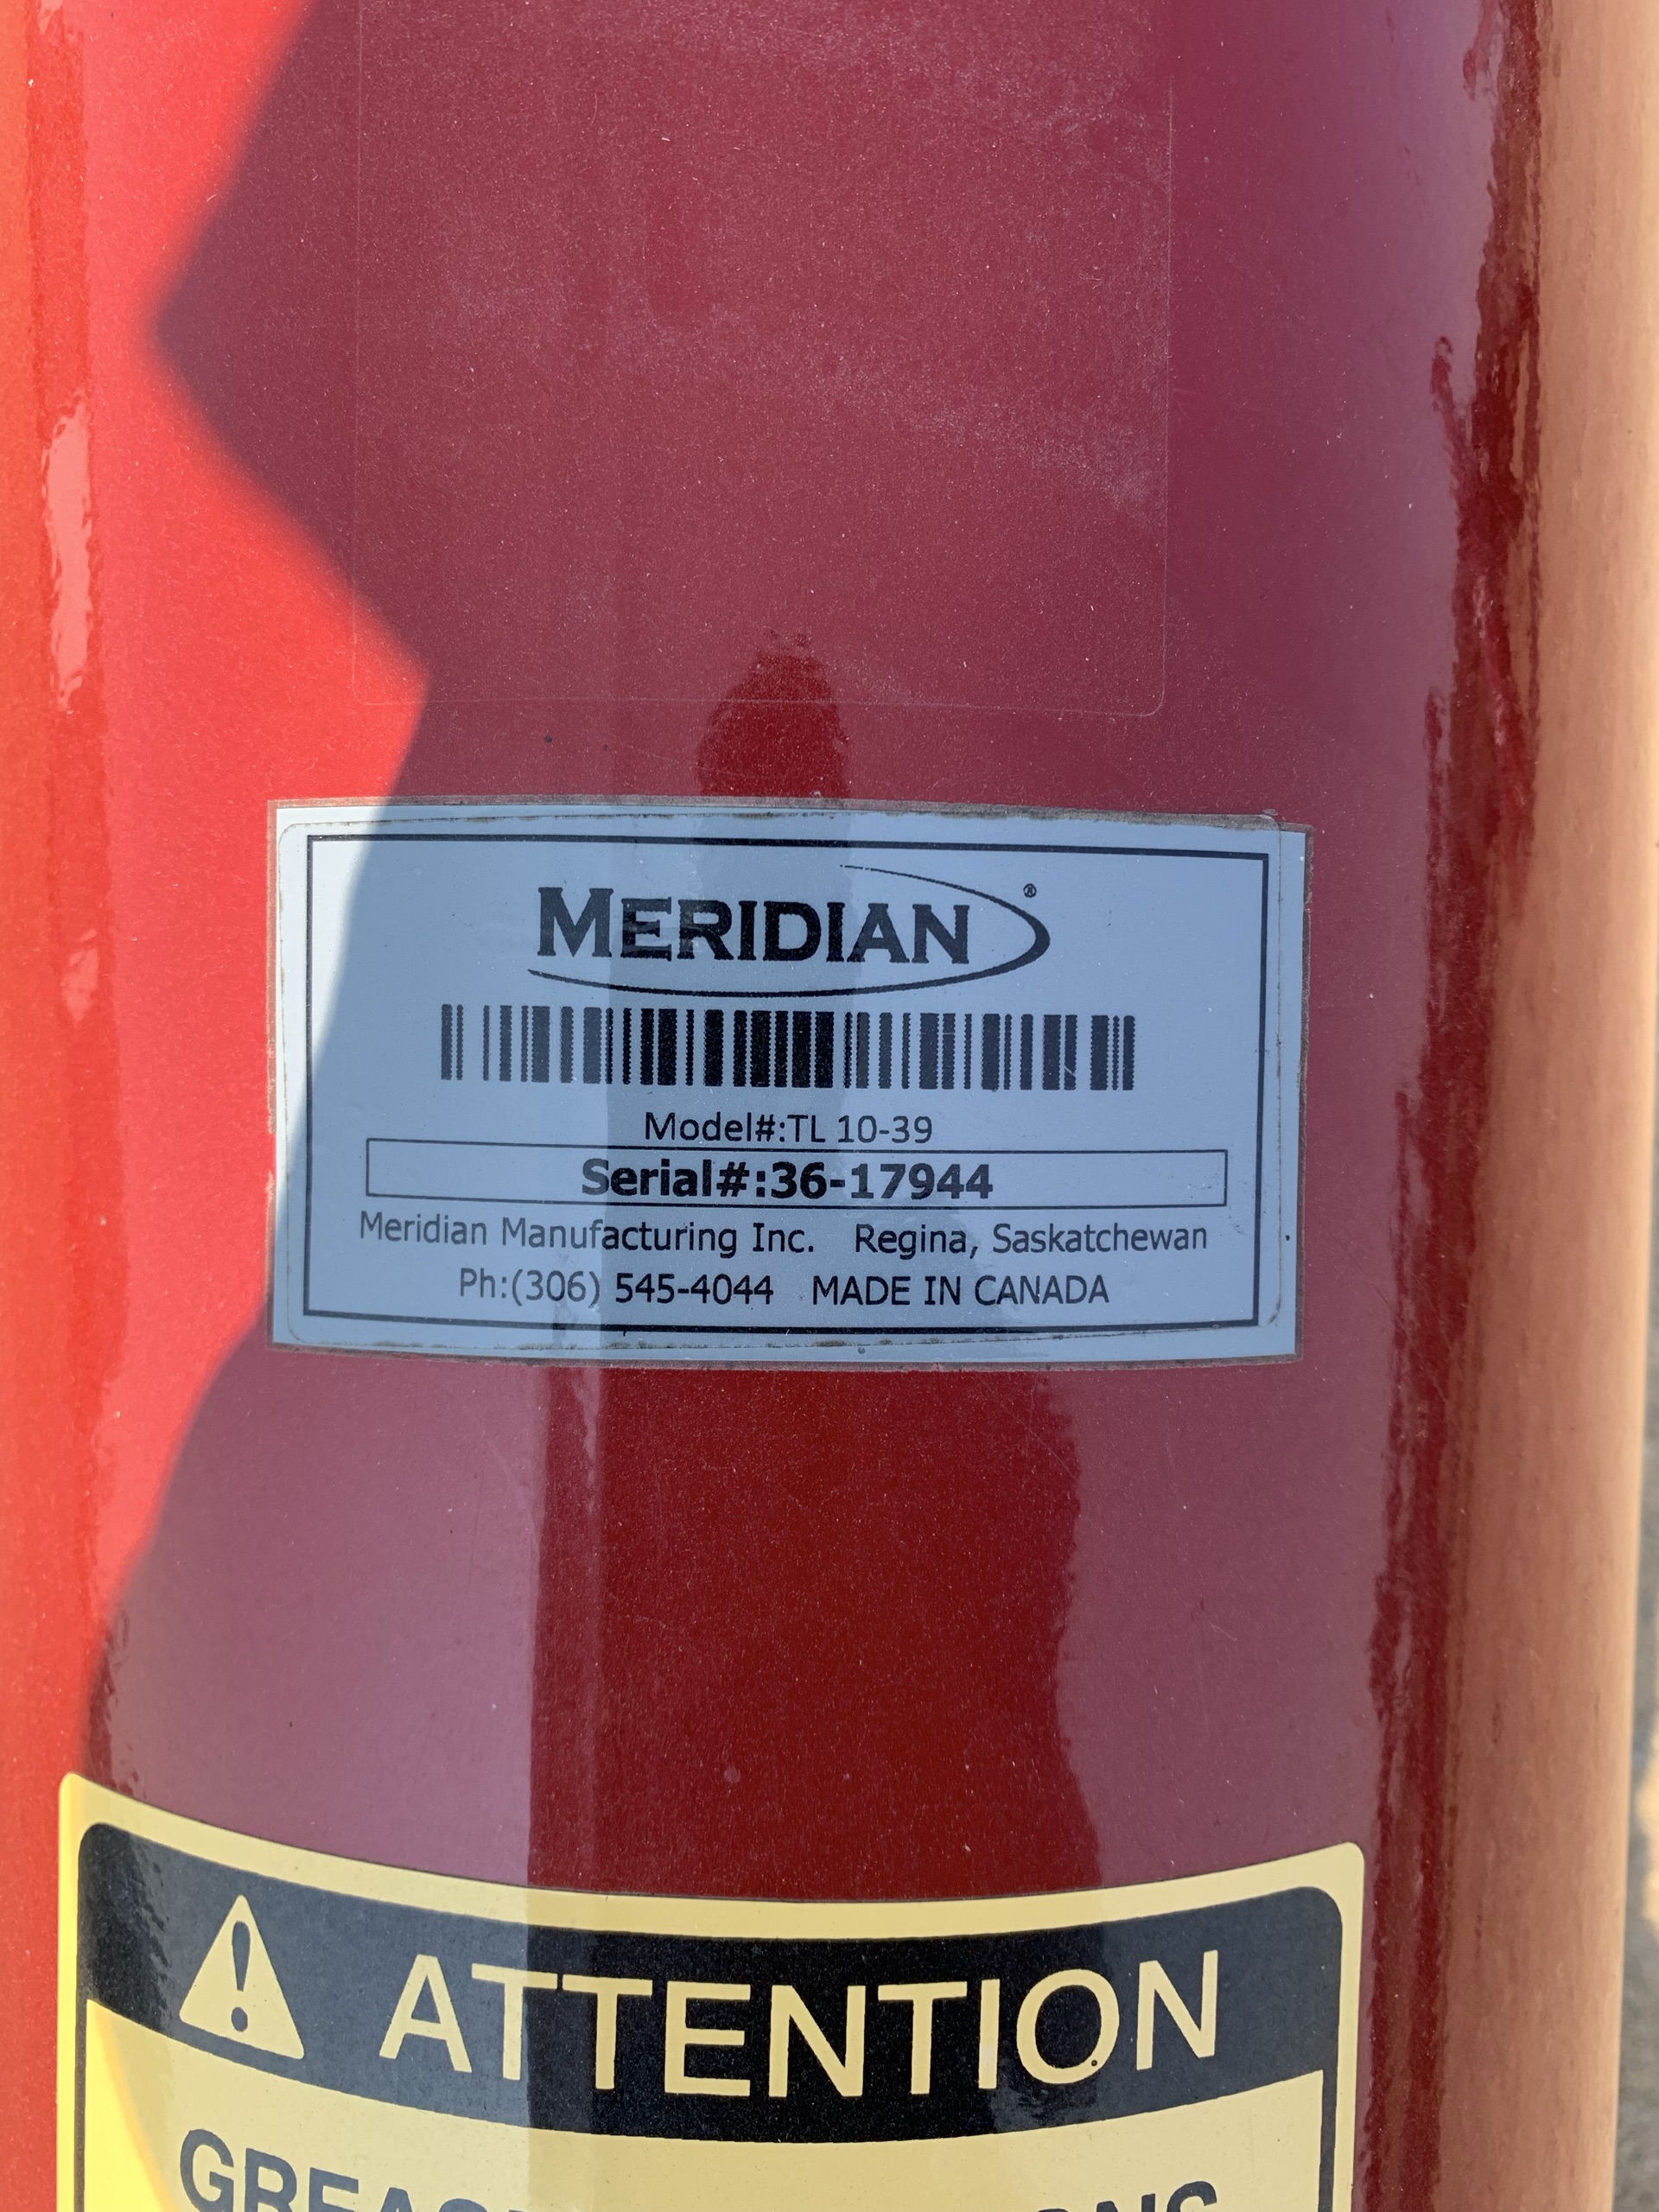 MERIDIAN®
Model#:TL 10-39
Serial#:36-17944
Meridian Manufacturing Inc. Regina, Saskatchewan
Ph:(306) 545-4044 MADE IN CANADA
ATTENTION